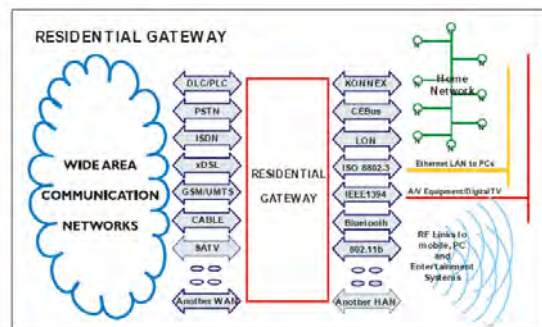 RESIDENTIAL GATEWAY
WIDE AREA
COMMUNICATION
NETWORKS
DLC/PLC
PSTN
ISDN
xDSL
GSM/UMTS
CABLE
SATV
Another WAN
RESIDENTIAL
GATEWAY
KONNEX
CEBus
LON
ISO 8802-3
IEEE1394
Bluetooth
802.11b
Another HAN
Home
Network
Ethernet LAN to PCs
A/V Equipment/Digital TV
RF Links to
mobile, PC
and
Entertainment
Systems